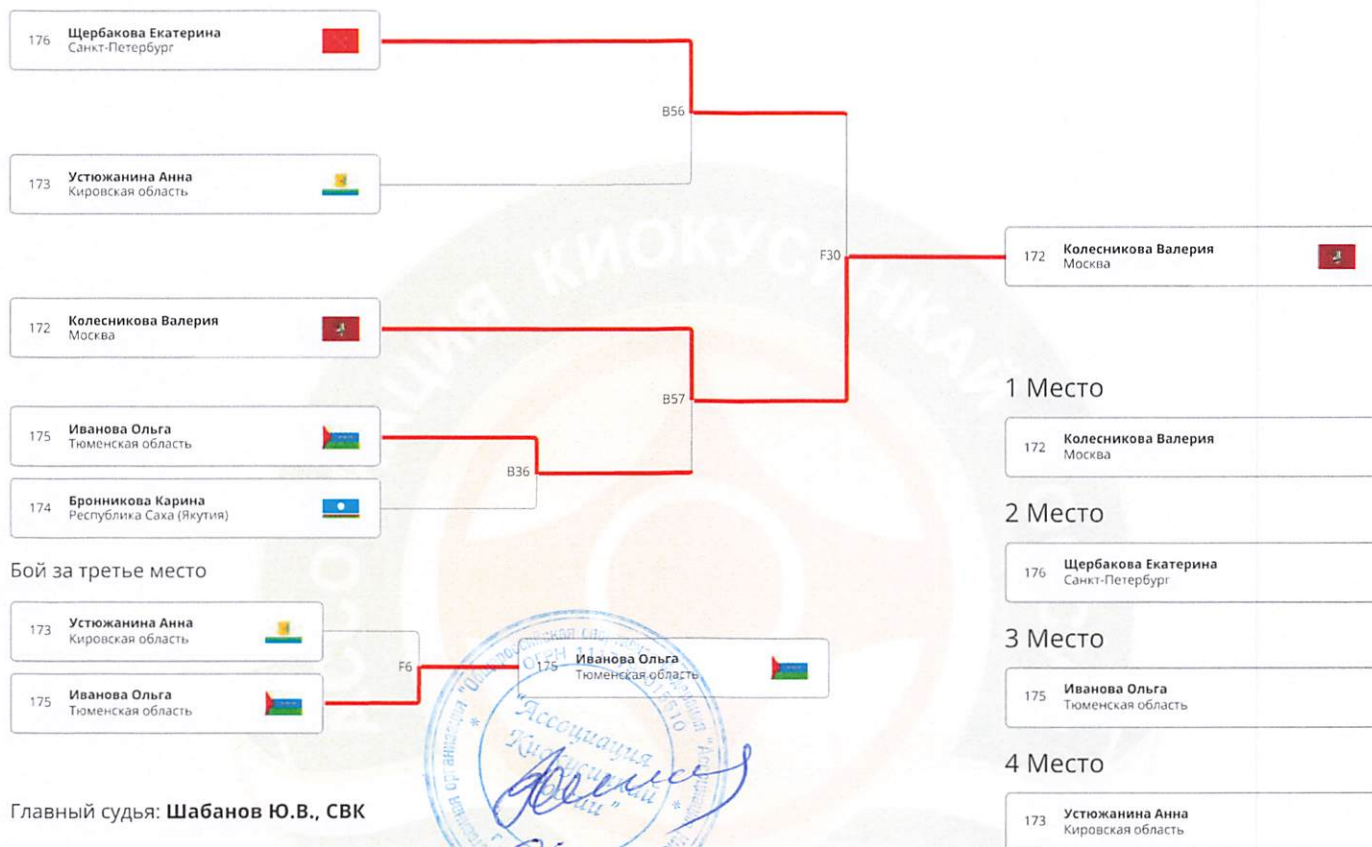 176 Щербакова Екатерина
Санкт-Петербург
B56
173 Устюжанина Анна
Кировская область
F30
172 Колесникова Валерия
Москва
172 Колесникова Валерия
Москва
B57
175 Иванова Ольга
Тюменская область
B36
174 Бронникова Карина
Республика Саха (Якутия)
Бой за третье место
173 Устюжанина Анна
Кировская область
F6
175 Иванова Ольга
Тюменская область
175 Иванова Ольга
Тюменская область
1 Место
172 Колесникова Валерия
Москва
2 Место
176 Щербакова Екатерина
Санкт-Петербург
3 Место
175 Иванова Ольга
Тюменская область
4 Место
173 Устюжанина Анна
Кировская область
"Ассоциация
Главный судья: Шабанов Ю.В., СВК